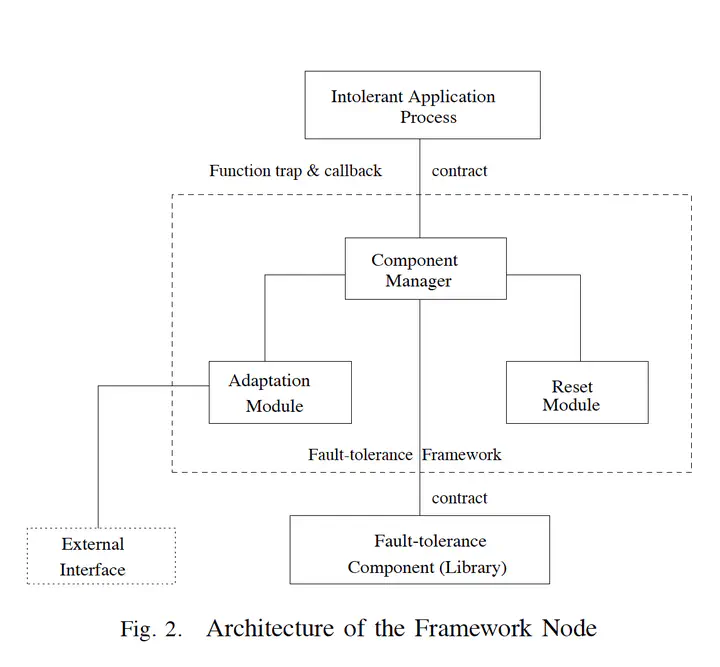 Intolerant Application
Process
Function trap & callback
contract
Component
Manager
Adaptation
Module
Reset
Module
Fault-tolerance Framework
contract
External
Interface
Fault-tolerance
Component (Library)
Fig. 2. Architecture of the Framework Node